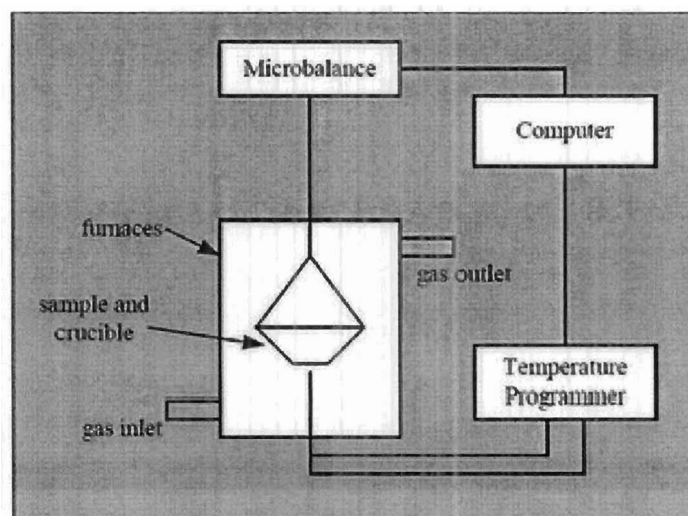 Microbalance
Computer
furnaces
gas outlet
sample and
crucible
Temperature
Programmer
gas inlet